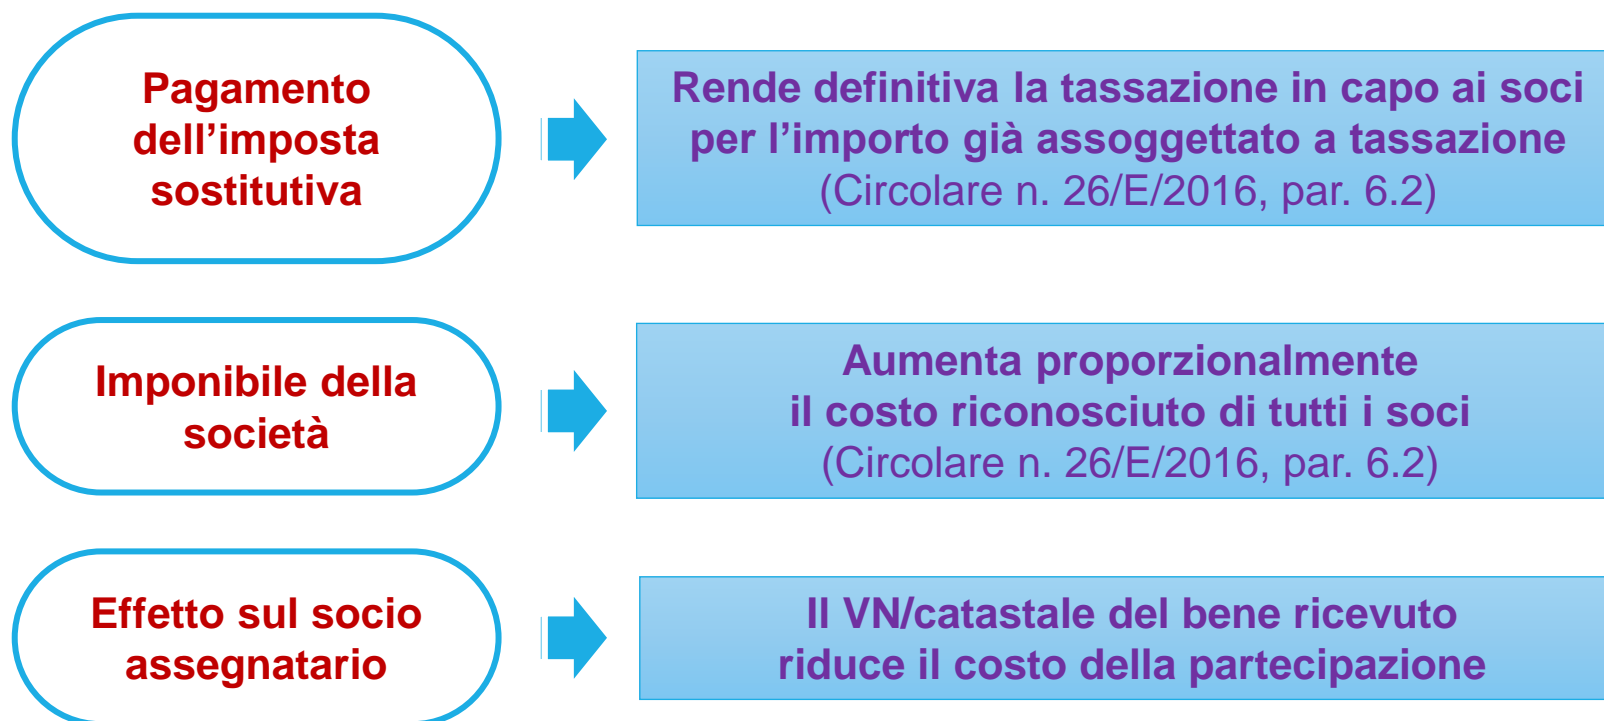 Pagamento
dell’imposta
sostitutiva
Rende definitiva la tassazione in capo ai soci
per l’importo già assoggettato a tassazione
(Circolare n. 26/E/2016, par. 6.2)
Imponibile della
società
Aumenta proporzionalmente
il costo riconosciuto di tutti i soci
(Circolare n. 26/E/2016, par. 6.2)
Effetto sul socio
assegnatario
Il VN/catastale del bene ricevuto
riduce il costo della partecipazione